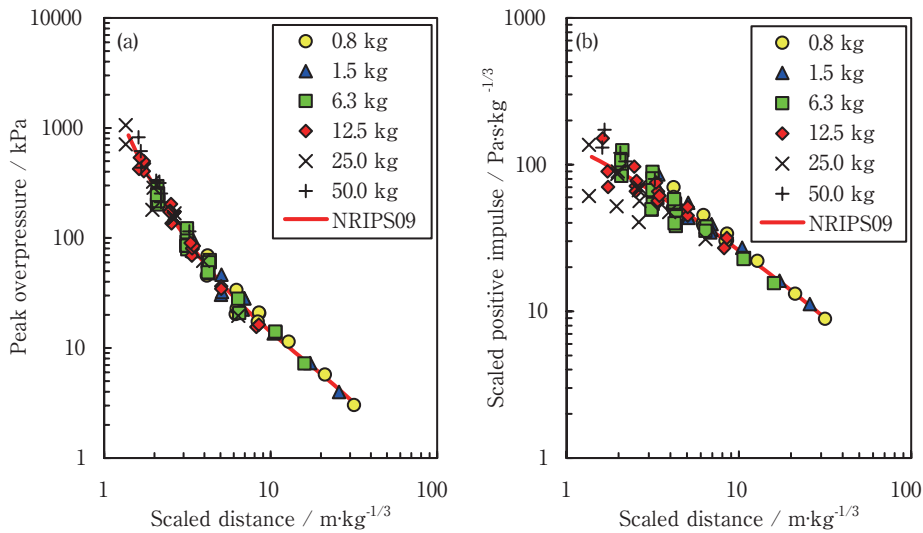 (a)
10000
1000
100
10
1
1
10
100
Peak overpressure / kPa
Scaled distance / m·kg-1/3
0.8 kg
1.5 kg
6.3 kg
12.5 kg
25.0 kg
50.0 kg
NRIPS09
(b)
1000
100
10
1
1
10
100
Scaled positive impulse / Pa·s·kg-1/3
Scaled distance / m·kg-1/3
0.8 kg
1.5 kg
6.3 kg
12.5 kg
25.0 kg
50.0 kg
NRIPS09